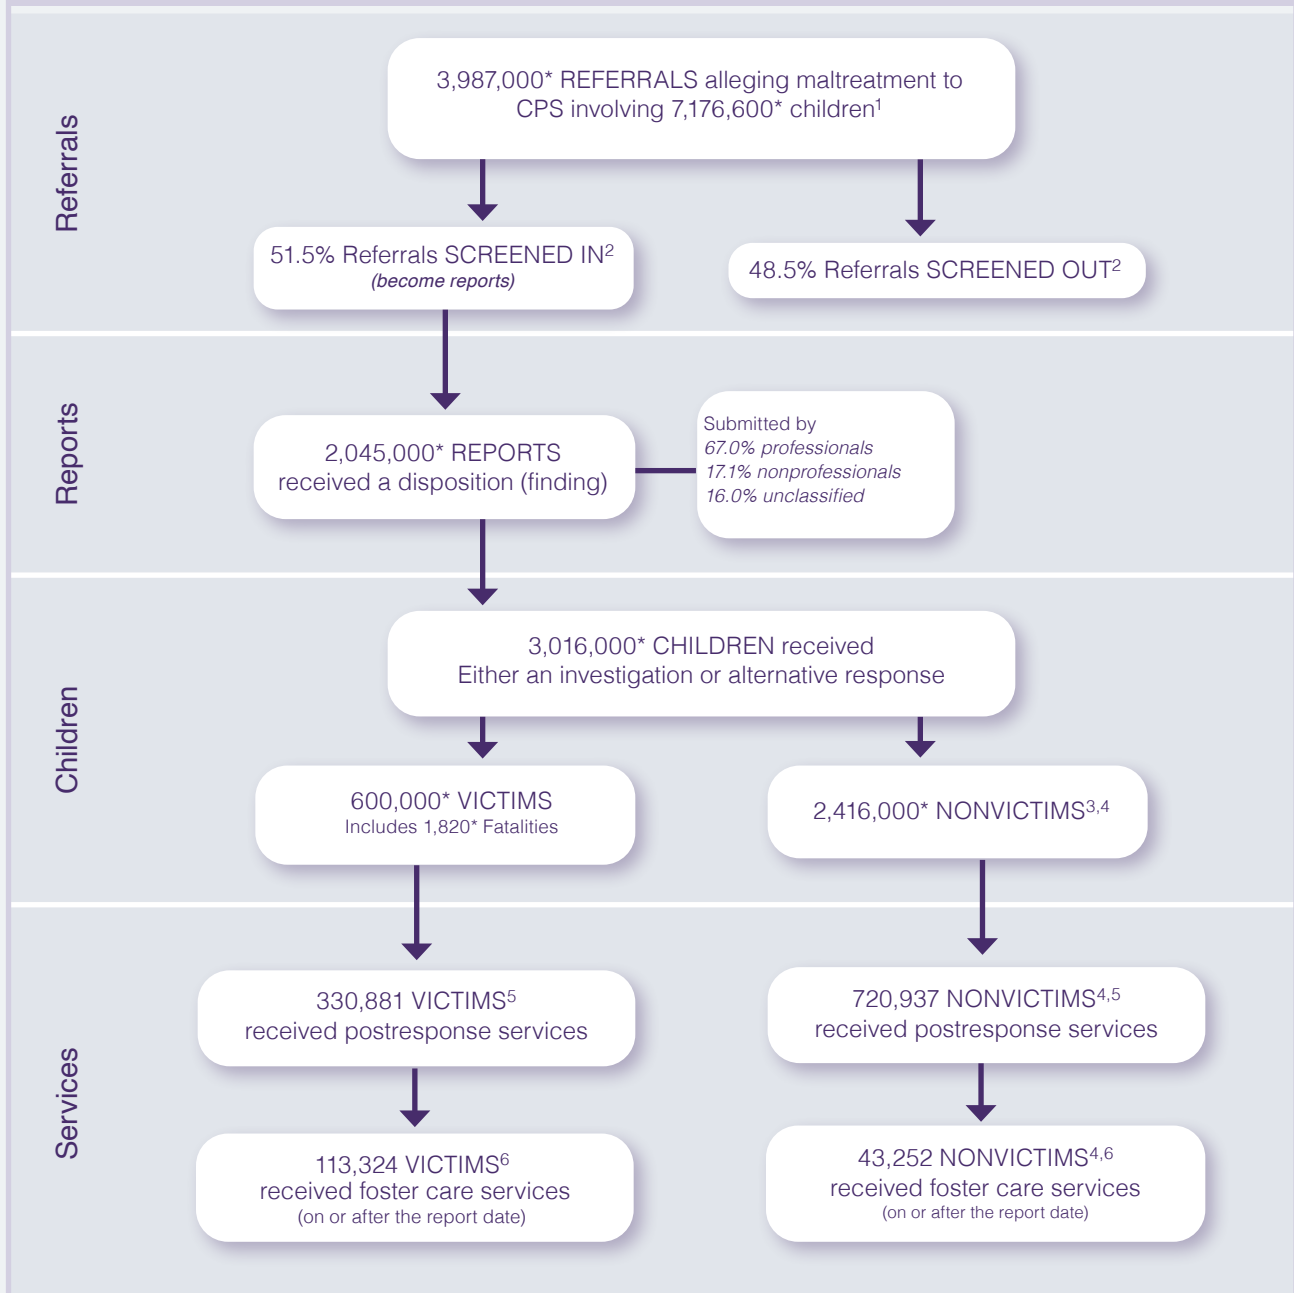 Referrals
3,987,000* REFERRALS alleging maltreatment to
CPS involving 7,176,600* children1
51.5% Referrals SCREENED IN2
(become reports)
48.5% Referrals SCREENED OUT2
Reports
2,045,000* REPORTS
received a disposition (finding)
Submitted by
67.0% professionals
17.1% nonprofessionals
16.0% unclassified
Children
3,016,000* CHILDREN received
Either an investigation or alternative response
600,000* VICTIMS
Includes 1,820* Fatalities
2,416,000* NONVICTIMS3,4
Services
330,881 VICTIMS5
received postresponse services
720,937 NONVICTIMS4,5
received postresponse services
113,324 VICTIMS6
received foster care services
(on or after the report date)
43,252 NONVICTIMS4,6
received foster care services
(on or after the report date)